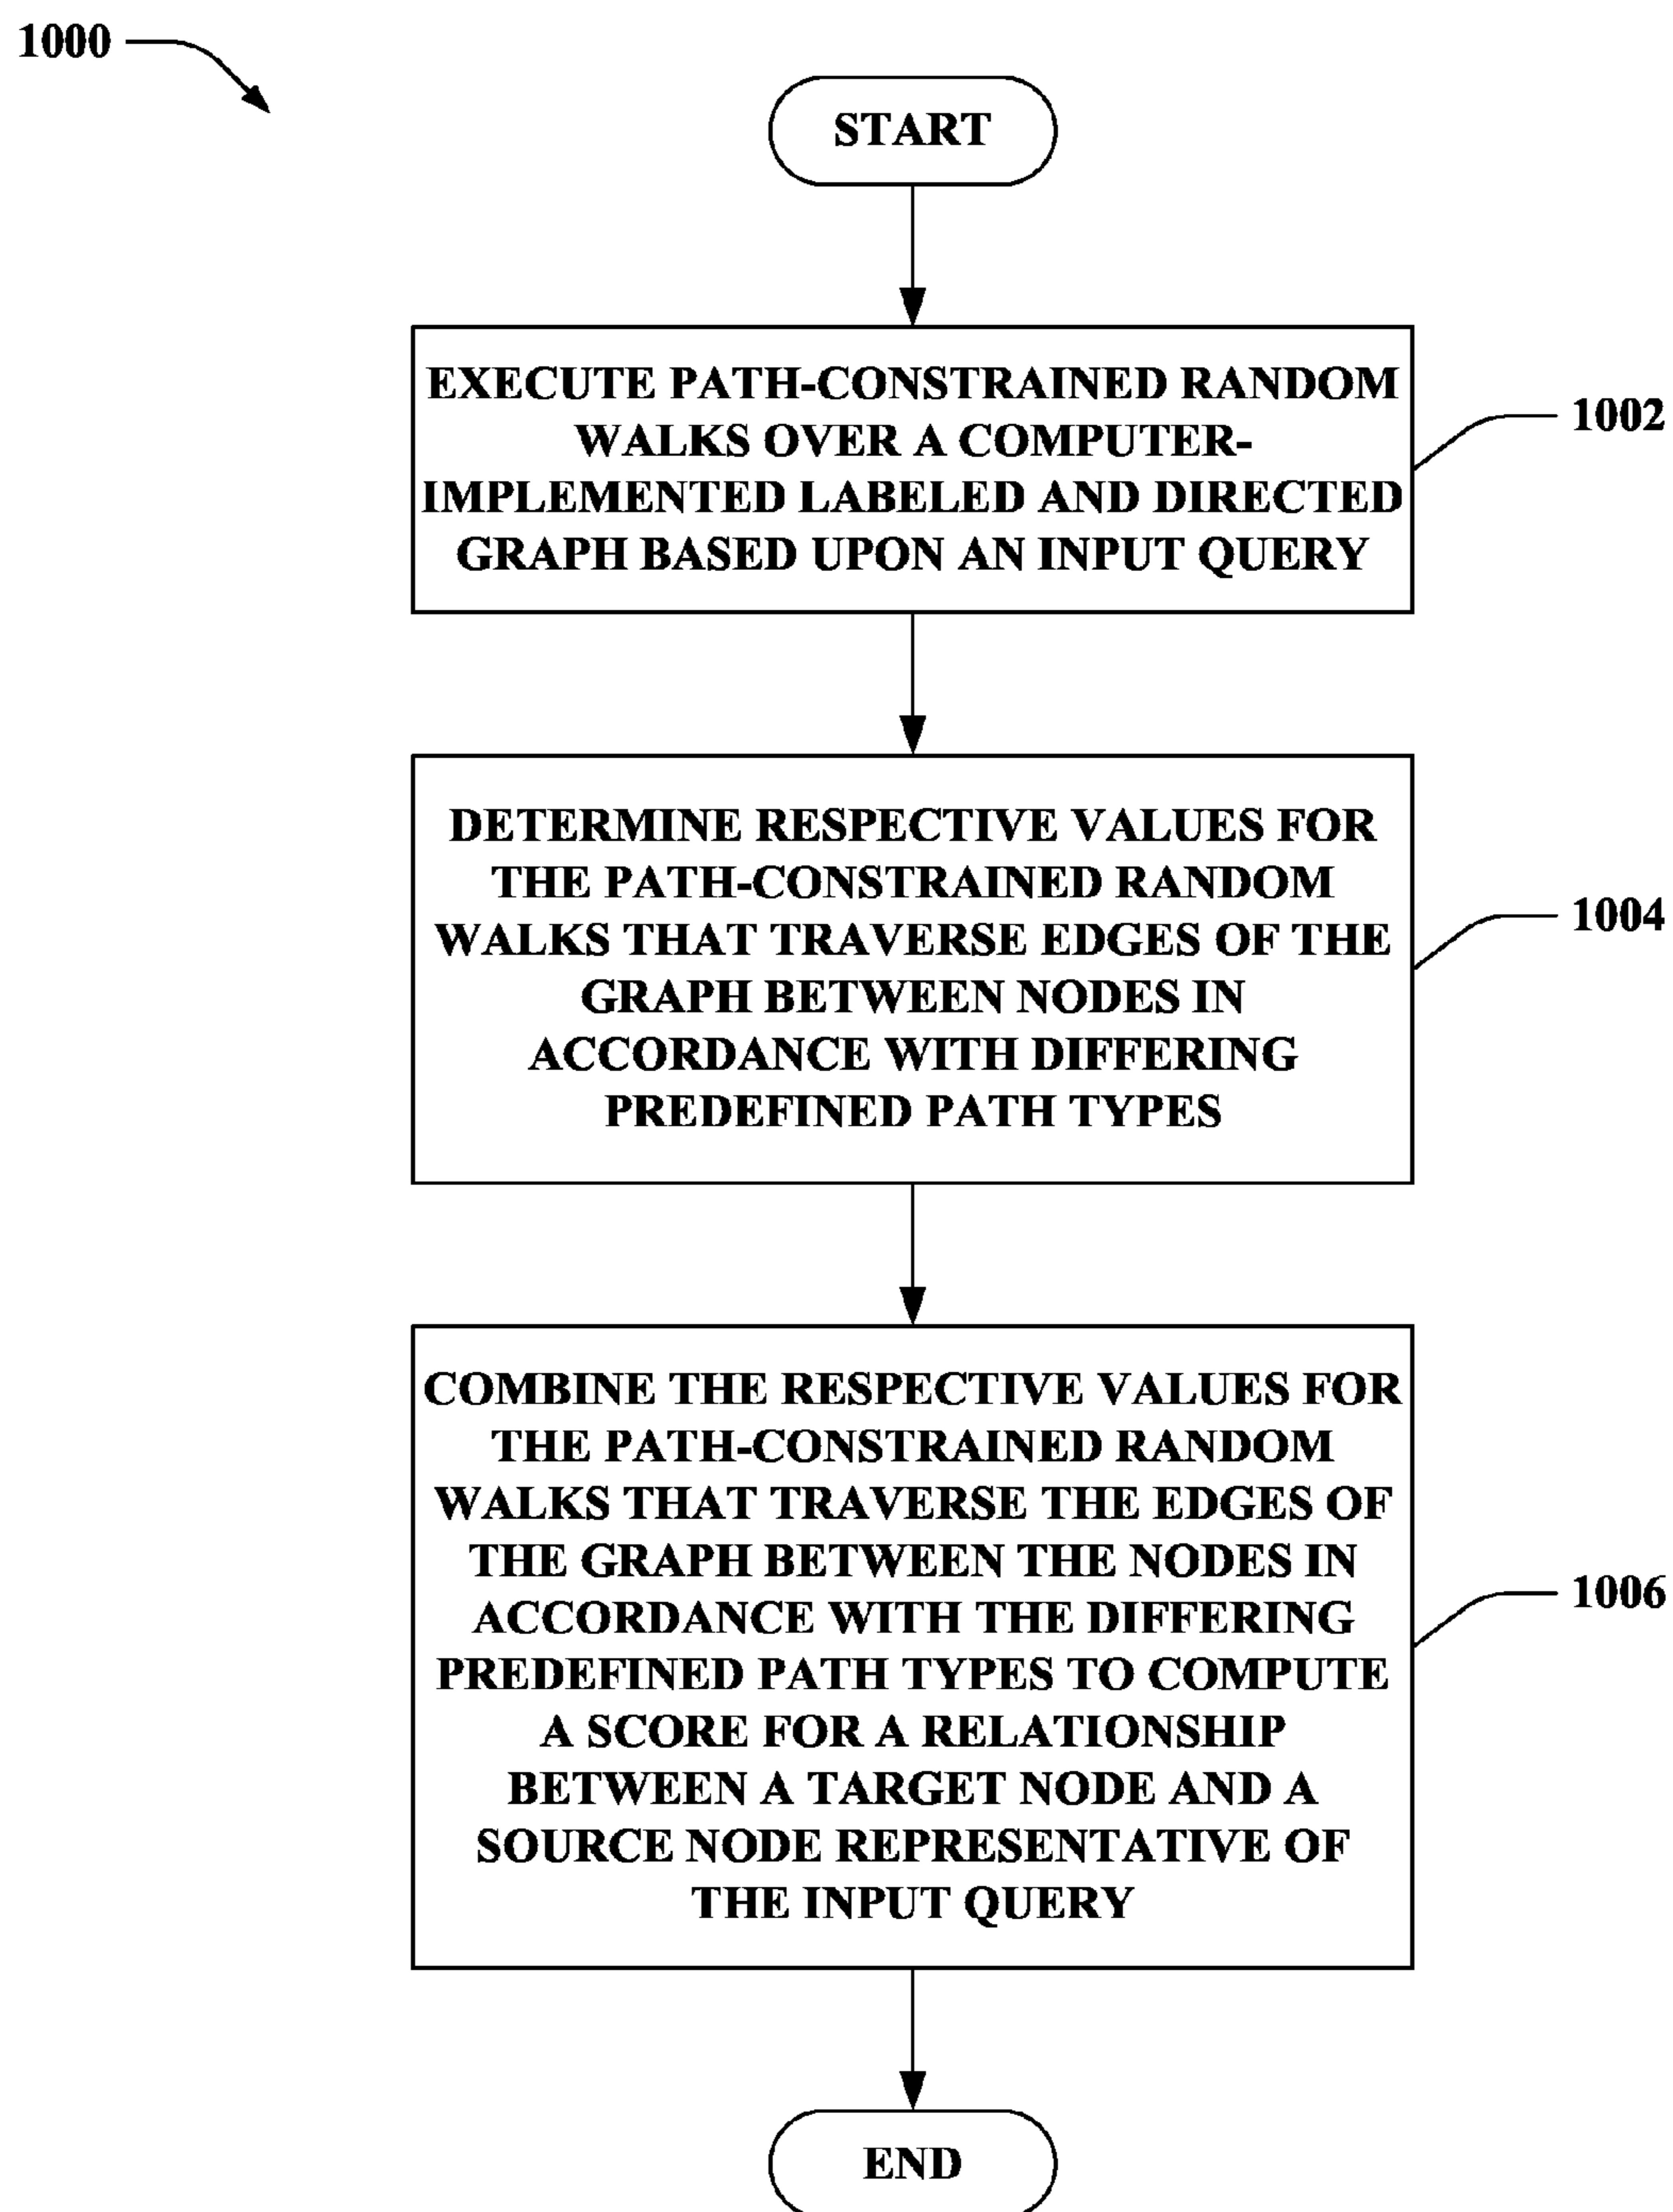 1000
START
EXECUTE PATH-CONSTRAINED RANDOM
WALKS OVER A COMPUTER-
IMPLEMENTED LABELED AND DIRECTED
GRAPH BASED UPON AN INPUT QUERY
1002
DETERMINE RESPECTIVE VALUES FOR
THE PATH-CONSTRAINED RANDOM
WALKS THAT TRAVERSE EDGES OF THE
GRAPH BETWEEN NODES IN
ACCORDANCE WITH DIFFERING
PREDEFINED PATH TYPES
1004
COMBINE THE RESPECTIVE VALUES FOR
THE PATH-CONSTRAINED RANDOM
WALKS THAT TRAVERSE THE EDGES OF
THE GRAPH BETWEEN THE NODES IN
ACCORDANCE WITH THE DIFFERING
PREDEFINED PATH TYPES TO COMPUTE
A SCORE FOR A RELATIONSHIP
BETWEEN A TARGET NODE AND A
SOURCE NODE REPRESENTATIVE OF
THE INPUT QUERY
1006
END